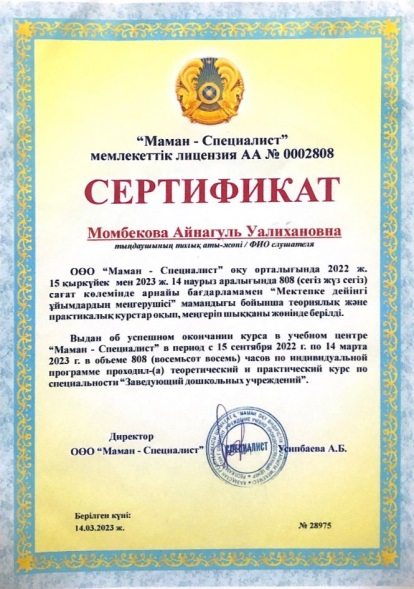 “Маман - Специалист”
мемлекеттік лицензия АА № 0002808
СЕРТИФИКАТ
Момбекова Айнагуль Уалихановна
тыңдаушының толық аты-жөні / ФИО слушателя
ООО “Маман - Специалист” оқу орталығында 2022 ж.
15 қыркүйек мен 2023 ж. 14 наурыз аралығында 808 (сегіз жүз сегіз)
сағат көлемінде арнайы бағдарламамен “Мектепке дейінгі
ұйымдардың меңгерушісі” мамандығы бойынша теориялық және
практикалық курстар оқып, меңгеріп шыққаны жөнінде берілді.
Выдан об успешном окончании курса в учебном центре
“Маман - Специалист” в период с 15 сентября 2022 г. по 14 марта
2023 г. в объеме 808 (восемьсот восемь) часов по индивидуальной
программе проходил-(а) теоретический и практический курс по
специальности “Заведующий дошкольных учреждений”.
Директор
ООО “Маман - Специалист”
СПЕЦИАЛИСТ
Усипбаева А.Б.
Берілген күні:
14.03.2023 ж.
№ 28975